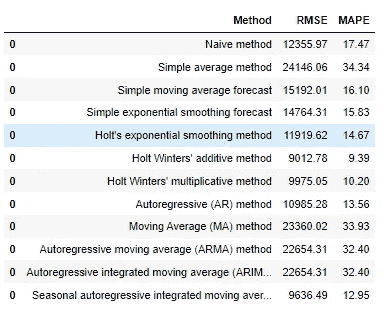 Method RMSE MAPE
0 Naive method 12355.97 17.47
0 Simple average method 24146.06 34.34
0 Simple moving average forecast 15192.01 16.10
0 Simple exponential smoothing forecast 14764.31 15.83
0 Holt's exponential smoothing method 11919.62 14.67
0 Holt Winters' additive method 9012.78 9.39
0 Holt Winters' multiplicative method 9975.05 10.20
0 Autoregressive (AR) method 10985.28 13.56
0 Moving Average (MA) method 23360.02 33.93
0 Autoregressive moving average (ARMA) method 22654.31 32.40
0 Autoregressive integrated moving average (ARIM... 22654.31 32.40
0 Seasonal autoregressive integrated moving aver... 9636.49 12.95